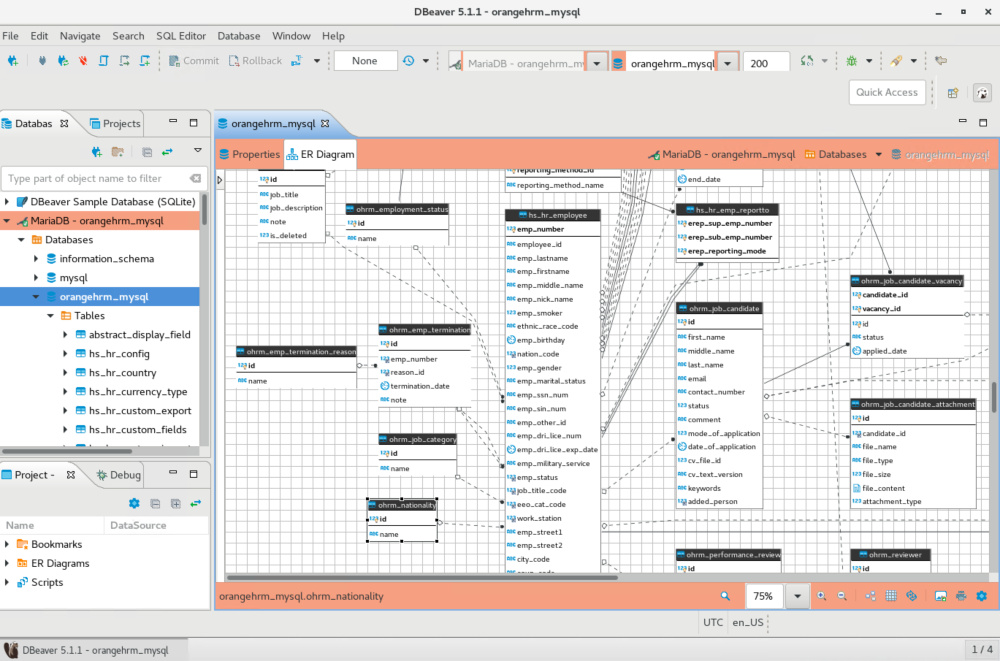 DBeaver 5.1.1 - orangehrm_mysql
File Edit Navigate Search SQL Editor Database Window Help
Commit Rollback None MariaDB - orangehrm_m orangehrm_mysql 200
Quick Access
Databas Projects
Type part of object name to filter
DBeaver Sample Database (SQLite)
MariaDB - orangehrm_mysql
Databases
information_schema
mysql
orangehrm_mysql
Tables
abstract_display_field
hs_hr_config
hs_hr_country
hs_hr_currency_type
hs_hr_custom_export
hs_hr_custom_fields
Project - Debug
Name DataSource
Bookmarks
ER Diagrams
Scripts
orangehrm_mysql
Properties ER Diagram MariaDB - orangehrm_mysql Databases orangehrm_mysql
id
job_title
job_description
note
is_deleted
ohrm_employment_status
id
name
ohrm_emp_termination_reason
id
name
ohrm_emp_termination
id
emp_number
reason_id
termination_date
note
ohrm_job_category
id
name
ohrm_nationality
id
name
reporting_method_id
reporting_method_name
hs_hr_employee
emp_number
employee_id
emp_lastname
emp_firstname
emp_middle_name
emp_nick_name
emp_smoker
ethnic_race_code
emp_birthday
nation_code
emp_gender
emp_marital_status
emp_ssn_num
emp_sin_num
emp_other_id
emp_dri_lice_num
emp_dri_lice_exp_date
emp_military_service
emp_status
job_title_code
eeo_cat_code
work_station
emp_street1
emp_street2
city_code
end_date
hs_hr_emp_reportto
erep_sup_emp_number
erep_sub_emp_number
erep_reporting_mode
ohrm_job_candidate
id
first_name
middle_name
last_name
email
contact_number
status
comment
mode_of_application
date_of_application
cv_file_id
cv_text_version
keywords
added_person
ohrm_performance_review
id
ohrm_job_candidate_vacancy
candidate_id
vacancy_id
id
status
applied_date
ohrm_job_candidate_attachment
id
candidate_id
file_name
file_type
file_size
file_content
attachment_type
ohrm_reviewer
id
orangehrm_mysql.ohrm_nationality 75%
UTC en_US
DBeaver 5.1.1 - orangehrm_mysql 1 / 4